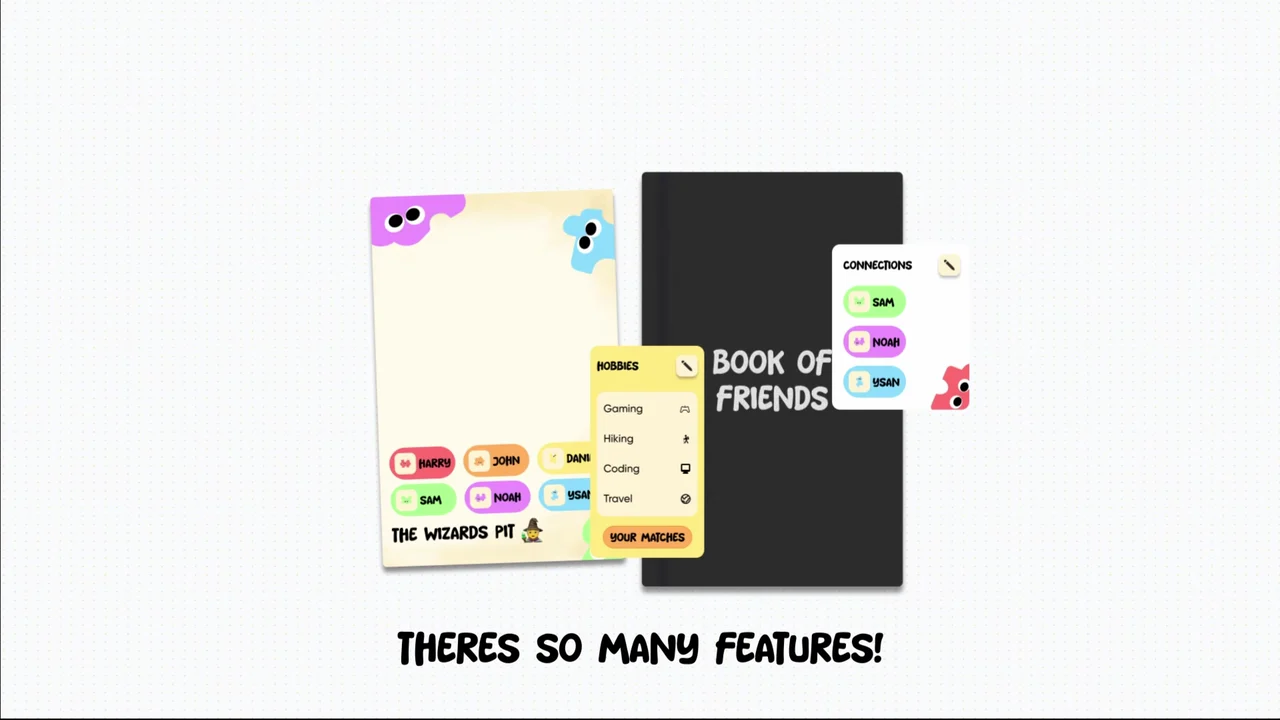 HARRY
JOHN
SAM
NOAH
THE WIZARDS PIT
HOBBIES
Gaming
Hiking
Coding
Travel
YOUR MATCHES
BOOK OF
FRIENDS
CONNECTIONS
SAM
NOAH
YSAN
THERES SO MANY FEATURES!